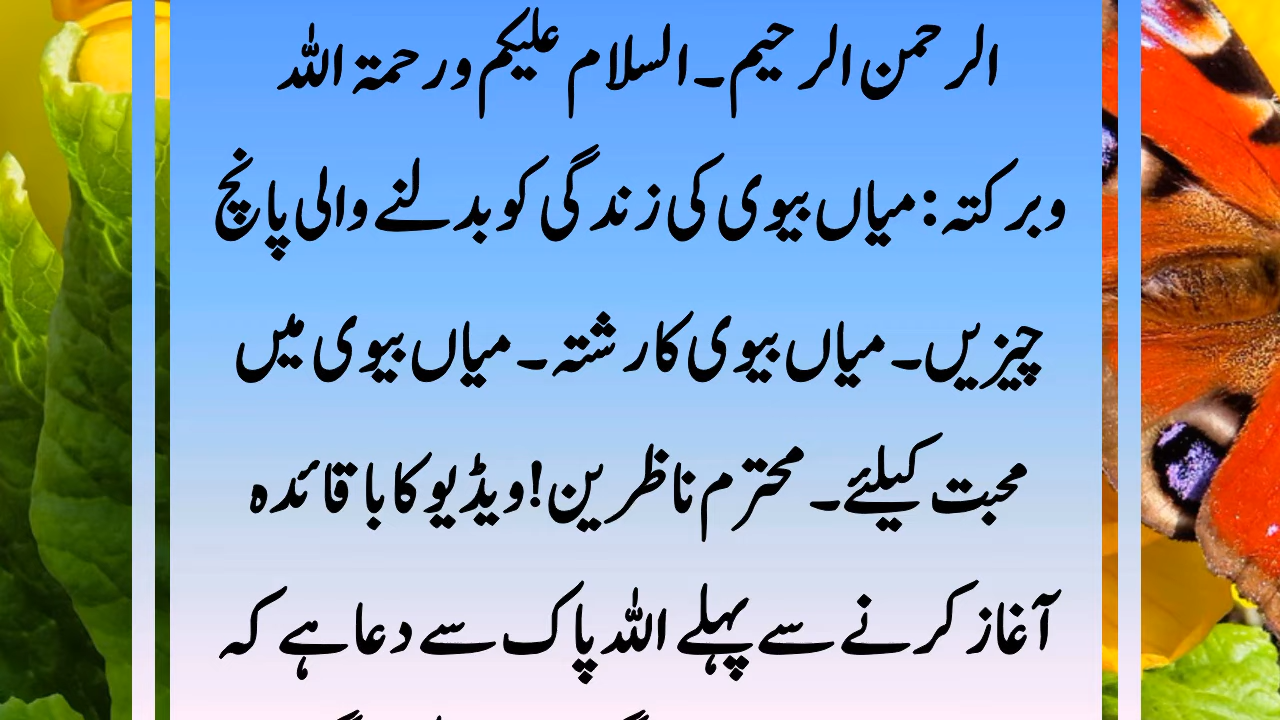 الرحمن الرحیم۔السلام علیکم ورحمۃ اللہ
وبرکتہ:میاں بیوی کی زندگی کو بدلنے والی پانچ
چیزیں۔میاں بیوی کا رشتہ۔میاں بیوی میں
محبت کیلئے۔محترم ناظرین!ویڈیو کا باقائدہ
آغاز کرنے سے پہلے اللہ پاک سے دعا ہے کہ